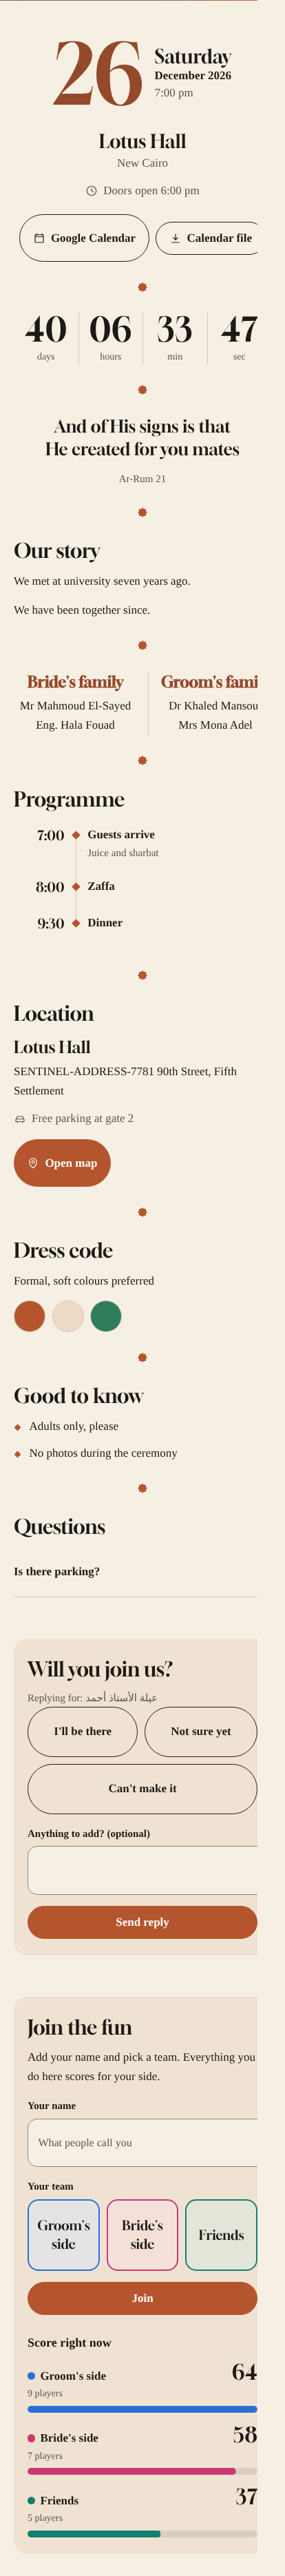 26
Saturday
December 2026
7:00 pm
Lotus Hall
New Cairo
Doors open 6:00 pm
Google Calendar
Calendar file
40
days
06
hours
33
min
47
sec
And of His signs is that
He created for you mates
Ar-Rum 21
Our story
We met at university seven years ago.
We have been together since.
Bride's family
Mr Mahmoud El-Sayed
Eng. Hala Fouad
Groom's fami
Dr Khaled Mansou
Mrs Mona Adel
Programme
7:00 Guests arrive
Juice and sharbat
8:00 Zaffa
9:30 Dinner
Location
Lotus Hall
SENTINEL-ADDRESS-7781 90th Street, Fifth
Settlement
Free parking at gate 2
Open map
Dress code
Formal, soft colours preferred
Good to know
Adults only, please
No photos during the ceremony
Questions
Is there parking?
Will you join us?
Replying for: عيلة الأستاذ أحمد
I'll be there
Not sure yet
Can't make it
Anything to add? (optional)
Send reply
Join the fun
Add your name and pick a team. Everything you
do here scores for your side.
Your name
What people call you
Your team
Groom's
side
Bride's
side
Friends
Join
Score right now
Groom's side 64
9 players
Bride's side 58
7 players
Friends 37
5 players